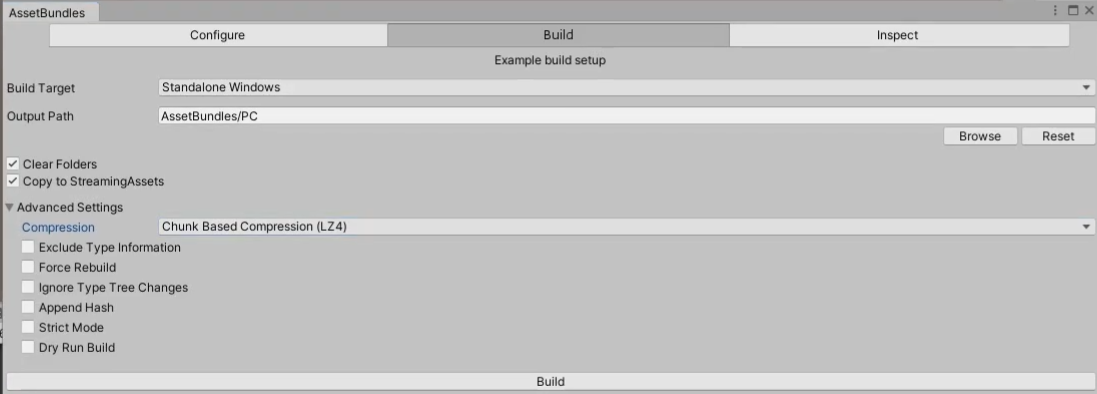 AssetBundles
Configure Build Inspect
Example build setup
Build Target Standalone Windows
Output Path AssetBundles/PC
Browse Reset
Clear Folders
Copy to StreamingAssets
Advanced Settings
Compression Chunk Based Compression (LZ4)
Exclude Type Information
Force Rebuild
Ignore Type Tree Changes
Append Hash
Strict Mode
Dry Run Build
Build